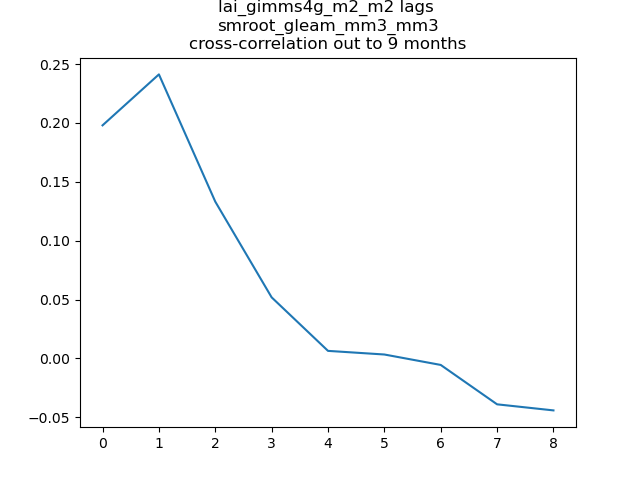 lai_gimms4g_m2_m2 lags
smroot_gleam_mm3_mm3
cross-correlation out to 9 months
0.25
0.20
0.15
0.10
0.05
0.00
−0.05
0 1 2 3 4 5 6 7 8